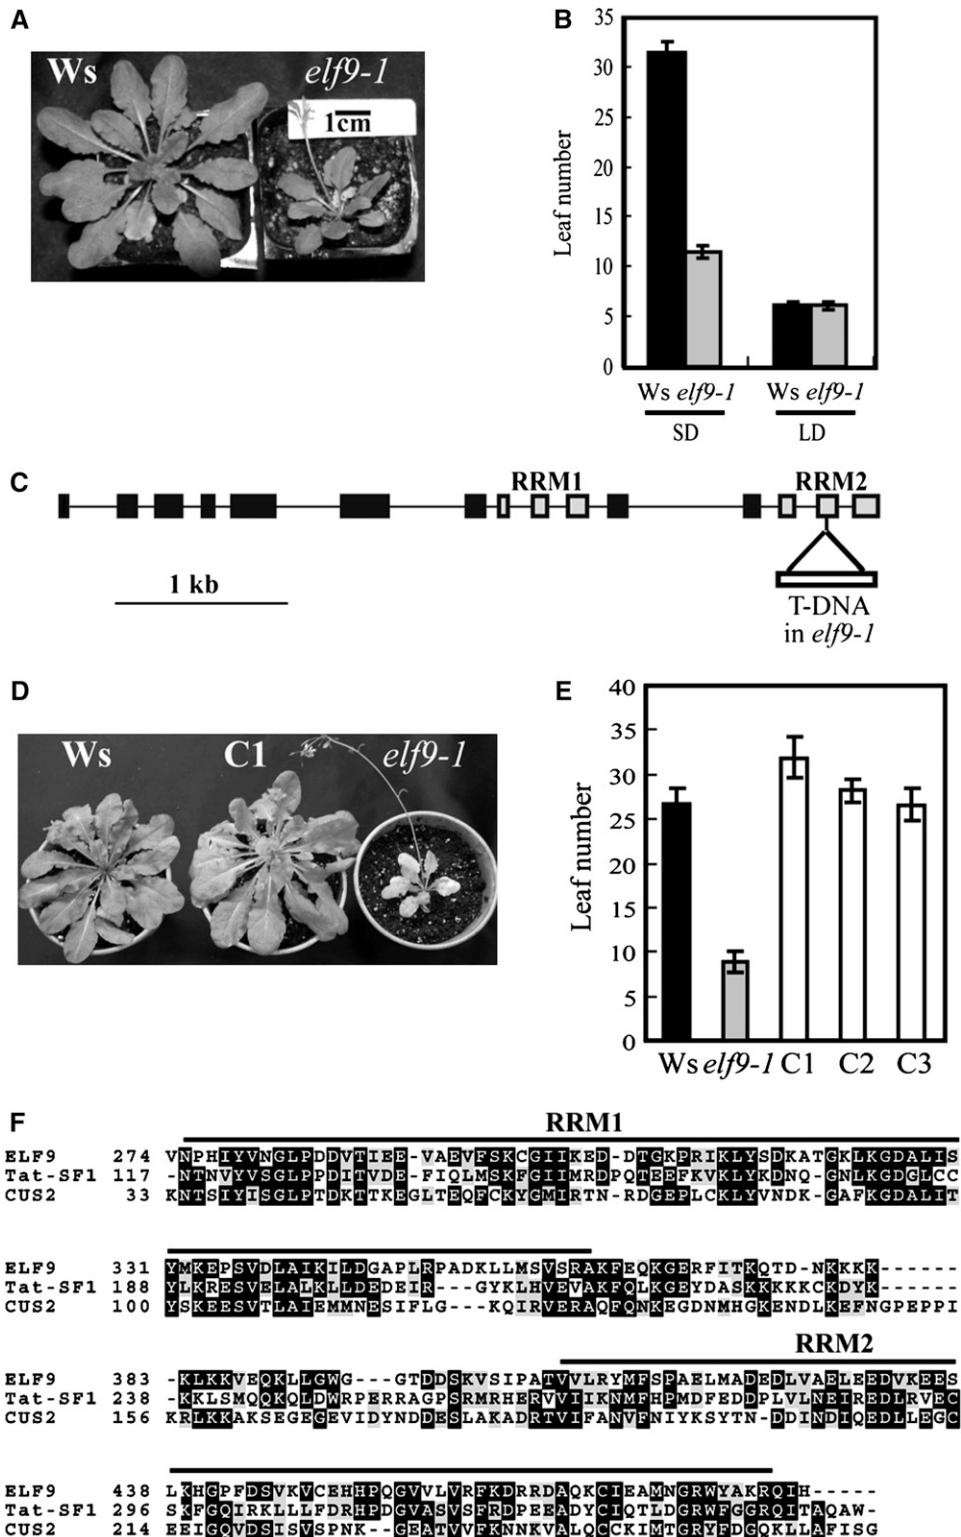 A
Ws
elf9-1
1cm
B
Leaf number
35
30
25
20
15
10
5
0
Ws elf9-1 Ws elf9-1
SD LD
C
RRM1
RRM2
1 kb
T-DNA
in elf9-1
D
Ws
C1
elf9-1
E
Leaf number
40
35
30
25
20
15
10
5
0
Ws elf9-1 C1 C2 C3
F
RRM1
ELF9 274 VNPHIYVNGLPDDVTIEE-VAEVFSKCGIIKED-DTGKPRIKLYSDKATGKLKGDALIS
Tat-SF1 117 -NTNVYVSGLPPDITVDE-FIQLMSKFGIIMRDPQTEEFKVKLYKDNQ-GNLKGDGLCC
CUS2 33 KNTSIYISGLPTDKTTKEGLTEQFCKYGMIRTN-RDGEPLCKLYVNDK-GAFKGDALIT
ELF9 331 YMKEPSVDLAIKILDGAPLRPADKLLMSVSRAKFEQKGERFITKQTD-NKKKK------
Tat-SF1 188 YLKRESVELALKLLDEDEIR---GYKLHVEVAKFQLKGEYDASKKKKKCKDYK------
CUS2 100 YSKEESVTLAIEMMNESIFLG---KQIRVERAQFQNKEGDNMHGKENDLKEFNGPEPPI
RRM2
ELF9 383 -KLKKVEQKLLGWG---GTDDSKVSIPATVVLRYMFSPAELMADEDLVAELEEDVKEES
Tat-SF1 238 -KKLSMQQKQLDWRPERRAGPSRMRHERVVIIKNMFHPMDFEDDPLVLNEIREDLRVEC
CUS2 156 KRLKKAKSEGEGEVIDYNDDESLAKADRTVIFANVFNIYKSYTN-DDINDIQEDLLEGC
ELF9 438 LKHGPFDSVKVCEHHPQGVVLVRFKDRRDAQKCIEAMNGRWYAKRQIH-----
Tat-SF1 296 SKFGQIRKLLLFDRHPDGVASVSFRDPEEADYCIQTLDGRWFGGRQITAQAW-
CUS2 214 EEIGQVDSISVSPNK--GEATVVFKNNKVALQCCKIMTGRYFDGQKLLAFISG